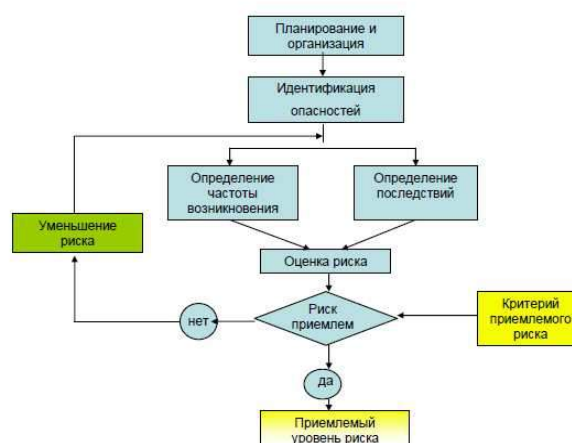 Планирование и
организация
Идентификация
опасностей
Определение
частоты
возникновения
Определение
последствий
Уменьшение
риска
Оценка риска
Риск
приемлем
Критерий
приемлемого
риска
нет
да
Приемлемый
уровень риска